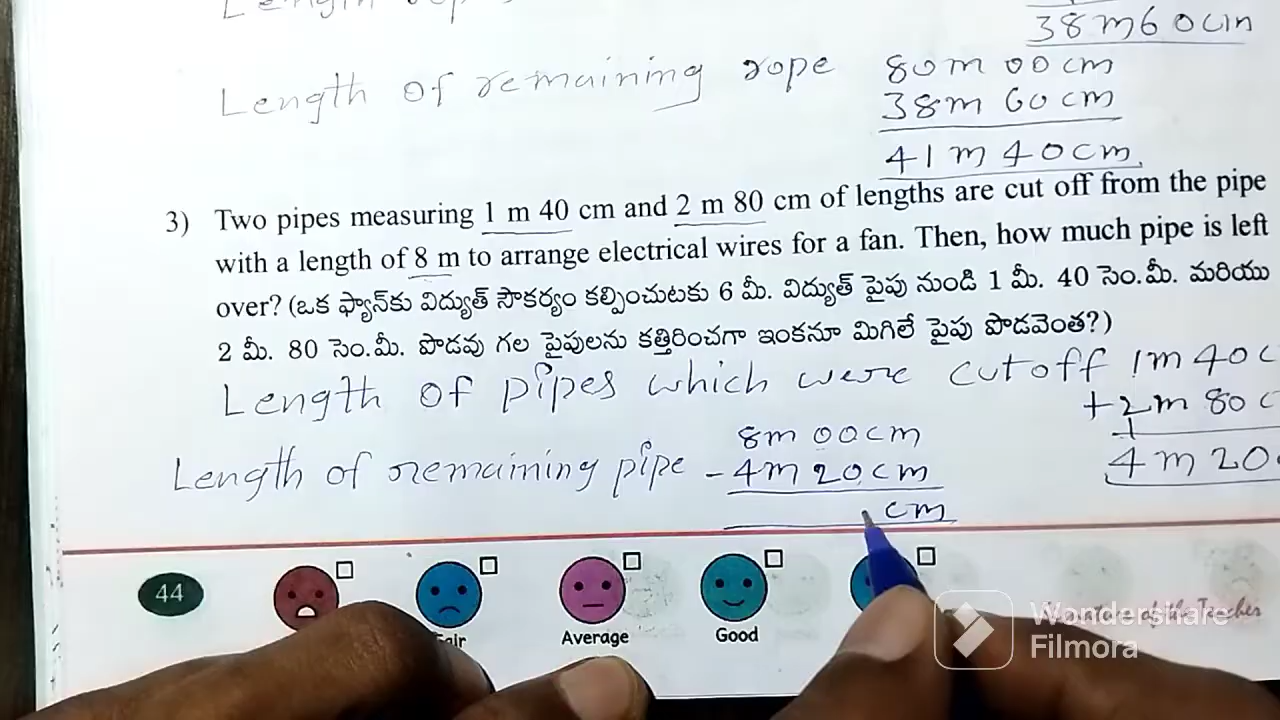 38m60cm
Length of remaining rope 80m 00cm
38m 60cm
41m 40cm
3) Two pipes measuring 1 m 40 cm and 2 m 80 cm of lengths are cut off from the pipe
with a length of 8 m to arrange electrical wires for a fan. Then, how much pipe is left
over? (ఒక ఫ్యాన్‌కు విద్యుత్ సౌకర్యం కల్పించుటకు 6 మీ. విద్యుత్ పైపు నుండి 1 మీ. 40 సెం.మీ. మరియు
2 మీ. 80 సెం.మీ. పొడవు గల పైపులను కత్తిరించగా ఇంకనూ మిగిలే పైపు పొడవెంత?)
Length of pipes which were cutoff 1m 40c
+2m 80c
4m 20
Length of remaining pipe 8m 00cm
- 4m 20cm
cm
44
Average
Good
Wondershare
Filmora